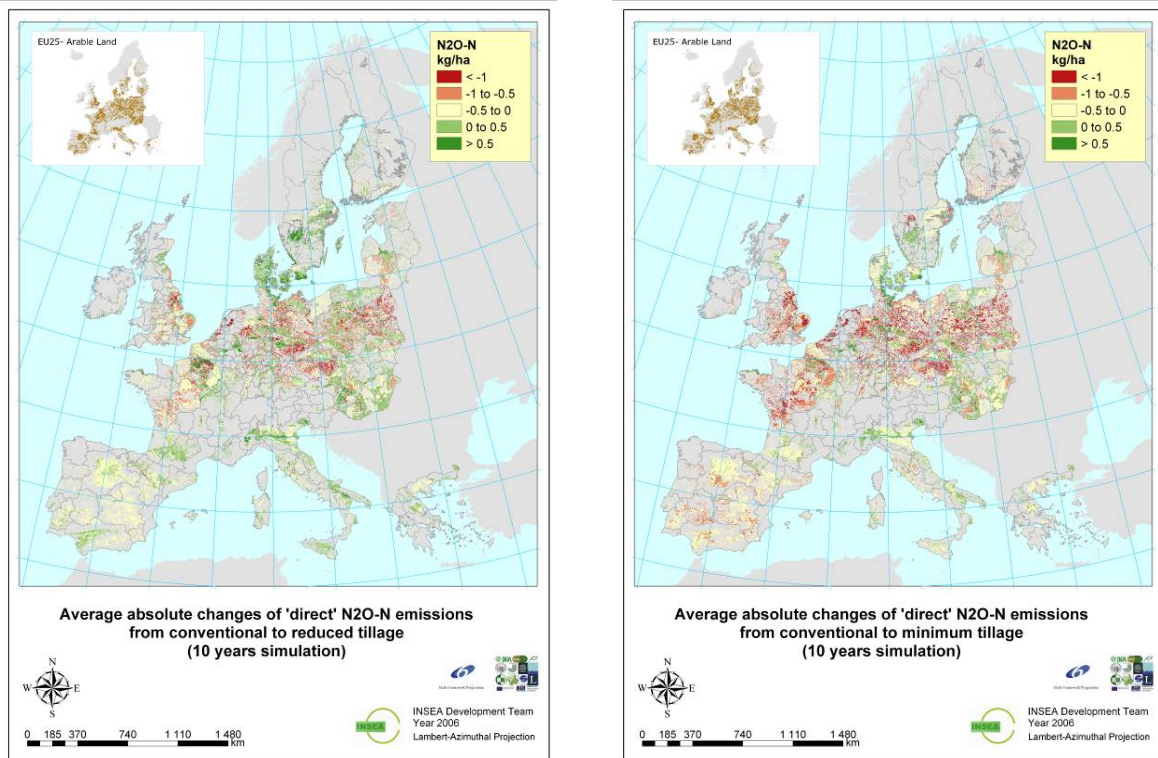 EU25- Arable Land
N2O-N
kg/ha
< -1
-1 to -0.5
-0.5 to 0
0 to 0.5
> 0.5
Average absolute changes of 'direct' N2O-N emissions
from conventional to reduced tillage
(10 years simulation)
N
W E
S
INSEA
INSEA Development Team
Year 2006
Lambert-Azimuthal Projection
0 185 370 740 1 110 1 480
km
EU25- Arable Land
N2O-N
kg/ha
< -1
-1 to -0.5
-0.5 to 0
0 to 0.5
> 0.5
Average absolute changes of 'direct' N2O-N emissions
from conventional to minimum tillage
(10 years simulation)
N
W E
S
INSEA
INSEA Development Team
Year 2006
Lambert-Azimuthal Projection
0 185 370 740 1 110 1 480
km